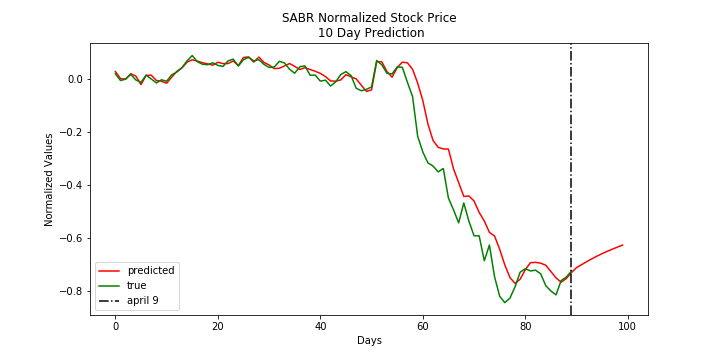 SABR Normalized Stock Price
10 Day Prediction
Normalized Values
0.0
−0.2
−0.4
−0.6
−0.8
predicted
true
april 9
0
20
40
60
80
100
Days